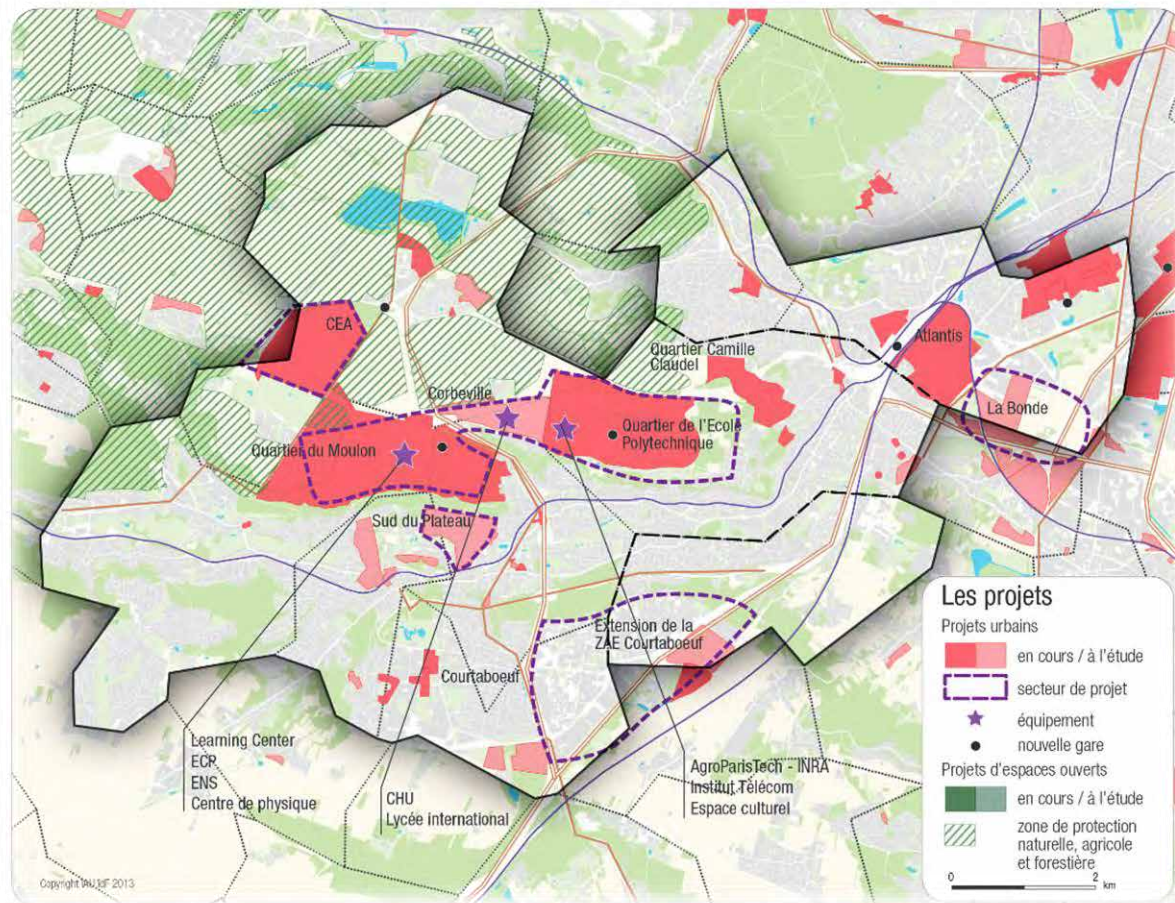 CEA
Corbeville
Quartier du Moulon
Quartier Camille
Claudel
Quartier de l'Ecole
Polytechnique
Atlantis
La Bonde
Sud du Plateau
Extension de la
ZAE Courtaboeuf
Courtaboeuf
Learning Center
ECP
ENS
Centre de physique
CHU
Lycée international
AgroParisTech - INRA
Institut Télécom
Espace culturel
Les projets
Projets urbains
en cours / à l'étude
secteur de projet
équipement
nouvelle gare
Projets d'espaces ouverts
en cours / à l'étude
zone de protection
naturelle, agricole
et forestière
0 2
km
Copyright IAU IdF 2013